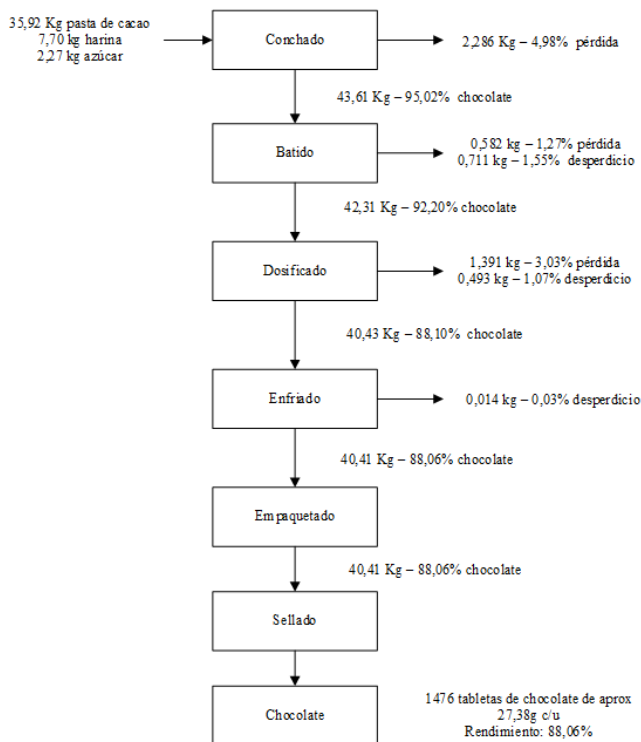 35,92 Kg pasta de cacao
7,70 kg harina
2,27 kg azúcar
Conchado
2,286 Kg – 4,98% pérdida
43,61 Kg – 95,02% chocolate
Batido
0,582 kg – 1,27% pérdida
0,711 kg – 1,55% desperdicio
42,31 Kg – 92,20% chocolate
Dosificado
1,391 kg – 3,03% pérdida
0,493 kg – 1,07% desperdicio
40,43 Kg – 88,10% chocolate
Enfriado
0,014 kg – 0,03% desperdicio
40,41 Kg – 88,06% chocolate
Empaquetado
40,41 Kg – 88,06% chocolate
Sellado
Chocolate
1476 tabletas de chocolate de aprox
27,38g c/u
Rendimiento: 88,06%